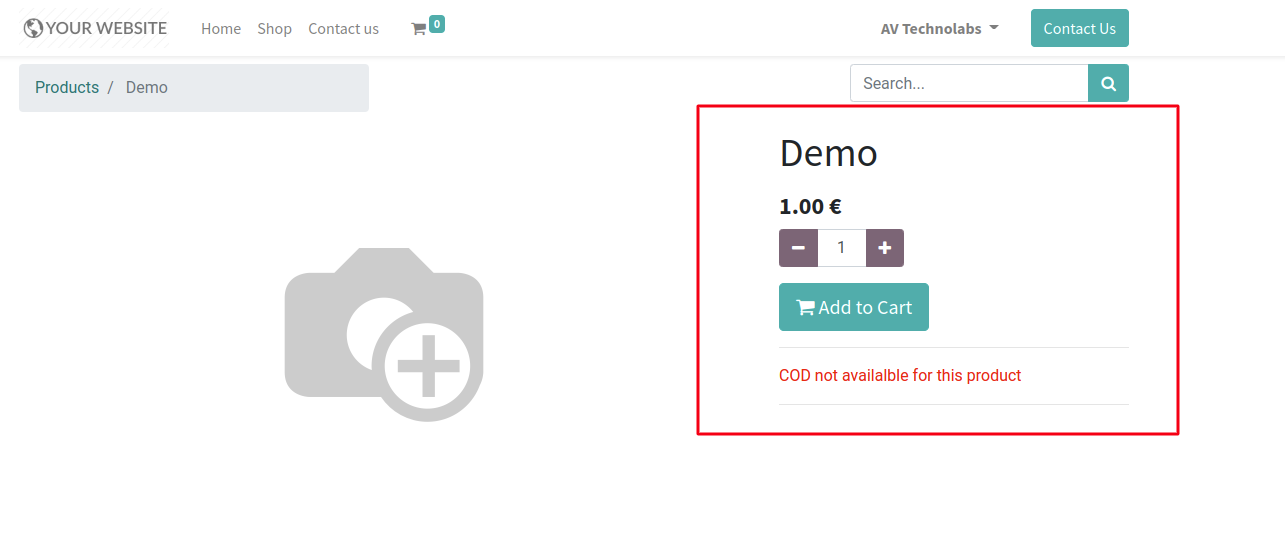 YOUR WEBSITE Home Shop Contact us 0 AV Technolabs Contact Us
Products / Demo Search...
Demo
1.00 €
1
Add to Cart
COD not availalble for this product